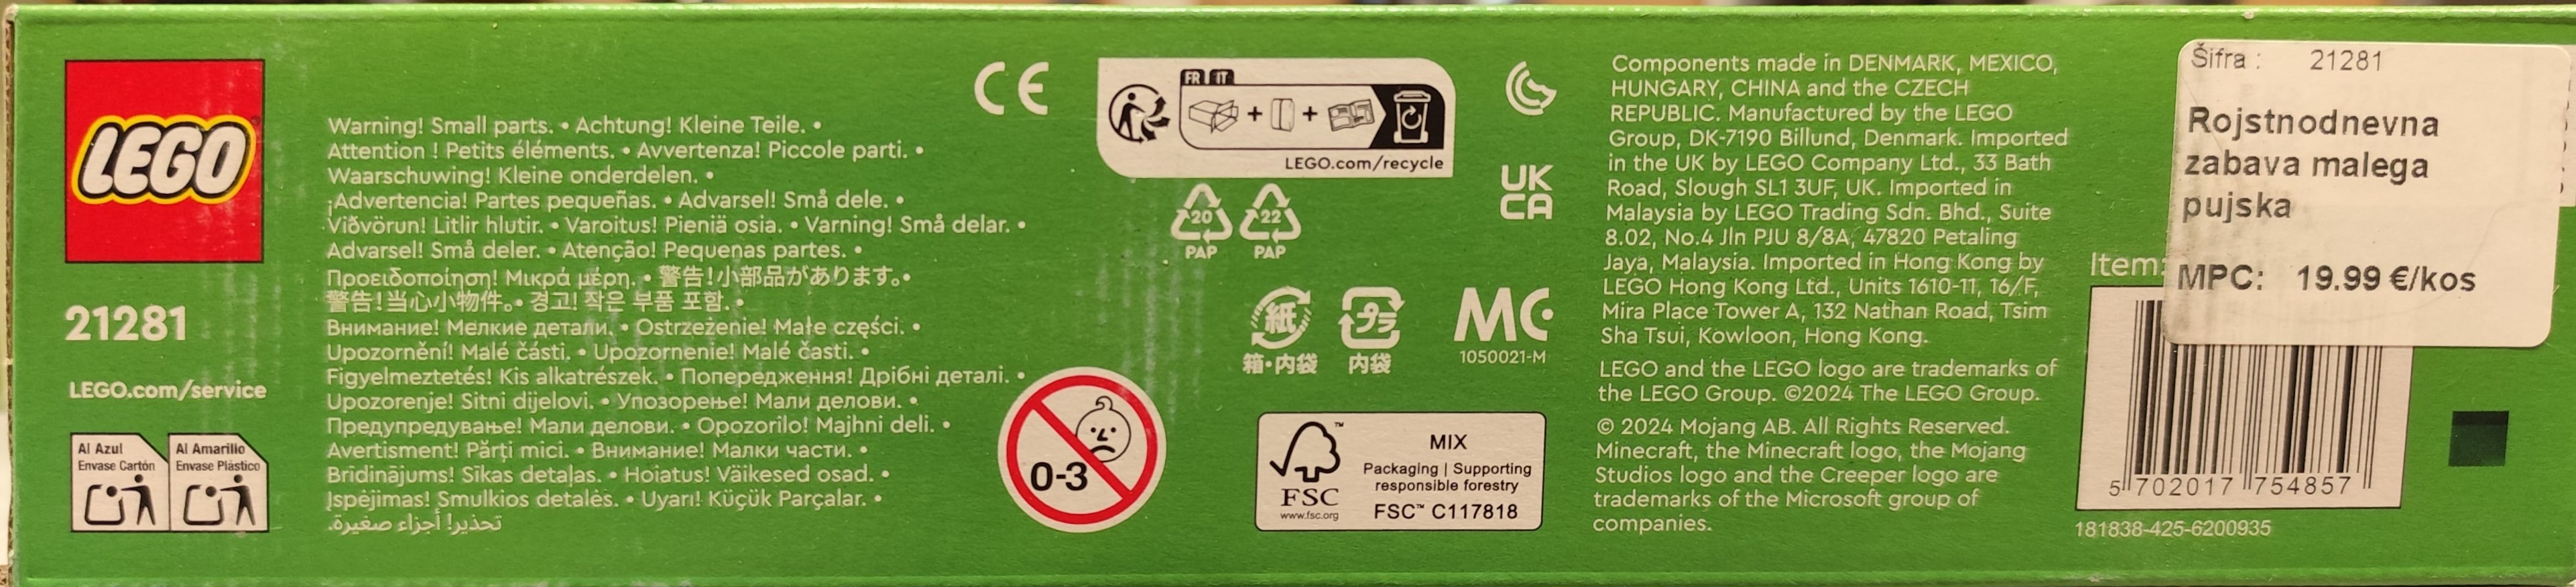 LEGO
21281
LEGO.com/service
Al Azul
Envase Cartón
Al Amarillo
Envase Plástico
Warning! Small parts. • Achtung! Kleine Teile. •
Attention ! Petits éléments. • Avvertenza! Piccole parti. •
Waarschuwing! Kleine onderdelen. •
¡Advertencia! Partes pequeñas. • Advarsel! Små dele. •
Viðvörun! Litlir hlutir. • Varoitus! Pieniä osia. • Varning! Små delar. •
Advarsel! Små deler. • Atenção! Pequenas partes. •
Προειδοποίηση! Μικρά μέρη. • 警告!小部品があります。•
警告!当心小物件。• 경고! 작은 부품 포함. •
Внимание! Мелкие детали. • Ostrzeżenie! Małe części. •
Upozornění! Malé části. • Upozornenie! Malé časti. •
Figyelmeztetés! Kis alkatrészek. • Попередження! Дрібні деталі. •
Upozorenje! Sitni dijelovi. • Упозорење! Мали делови. •
Предупредување! Мали делови. • Opozorilo! Majhni deli. •
Avertisment! Părți mici. • Внимание! Малки части. •
Brīdinājums! Sīkas detaļas. • Hoiatus! Väikesed osad. •
Įspėjimas! Smulkios detalės. • Uyarı! Küçük Parçalar. •
تحذير! أجزاء صغيرة.
CE
FR IT
+ +
LEGO.com/recycle
20 22
PAP PAP
紙 プラ
箱・内袋 内袋
0-3
UK
CA
MC
1050021-M
FSC
www.fsc.org
MIX
Packaging | Supporting
responsible forestry
FSC™ C117818
Components made in DENMARK, MEXICO,
HUNGARY, CHINA and the CZECH
REPUBLIC. Manufactured by the LEGO
Group, DK-7190 Billund, Denmark. Imported
in the UK by LEGO Company Ltd., 33 Bath
Road, Slough SL1 3UF, UK. Imported in
Malaysia by LEGO Trading Sdn. Bhd., Suite
8.02, No.4 Jln PJU 8/8A, 47820 Petaling
Jaya, Malaysia. Imported in Hong Kong by
LEGO Hong Kong Ltd., Units 1610-11, 16/F,
Mira Place Tower A, 132 Nathan Road, Tsim
Sha Tsui, Kowloon, Hong Kong.
LEGO and the LEGO logo are trademarks of
the LEGO Group. ©2024 The LEGO Group.
© 2024 Mojang AB. All Rights Reserved.
Minecraft, the Minecraft logo, the Mojang
Studios logo and the Creeper logo are
trademarks of the Microsoft group of
companies.
Šifra : 21281
Rojstnodnevna
zabava malega
pujska
MPC: 19.99 €/kos
Item:
5 702017 754857
181838-425-6200935